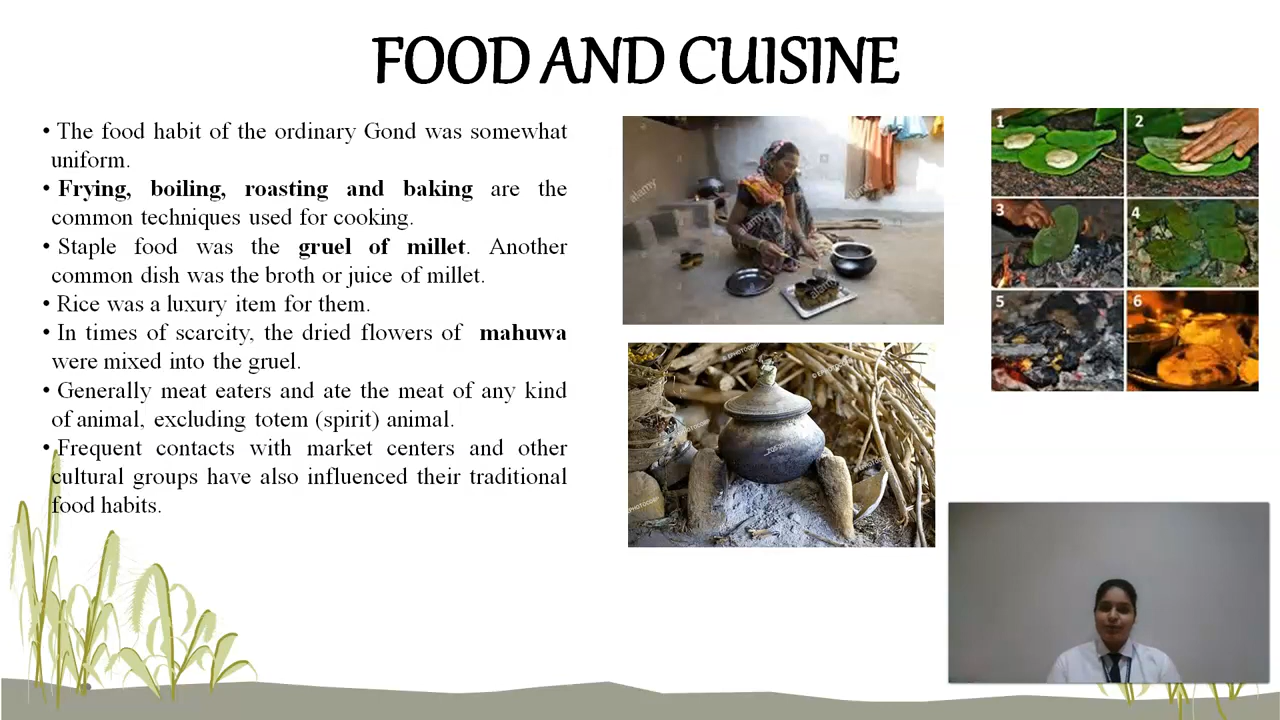 FOOD AND CUISINE
• The food habit of the ordinary Gond was somewhat
uniform.
• Frying, boiling, roasting and baking are the
common techniques used for cooking.
• Staple food was the gruel of millet. Another
common dish was the broth or juice of millet.
• Rice was a luxury item for them.
• In times of scarcity, the dried flowers of mahuwa
were mixed into the gruel.
• Generally meat eaters and ate the meat of any kind
of animal, excluding totem (spirit) animal.
• Frequent contacts with market centers and other
cultural groups have also influenced their traditional
food habits.
alamy
alamy
alamy
1
2
3
4
5
6